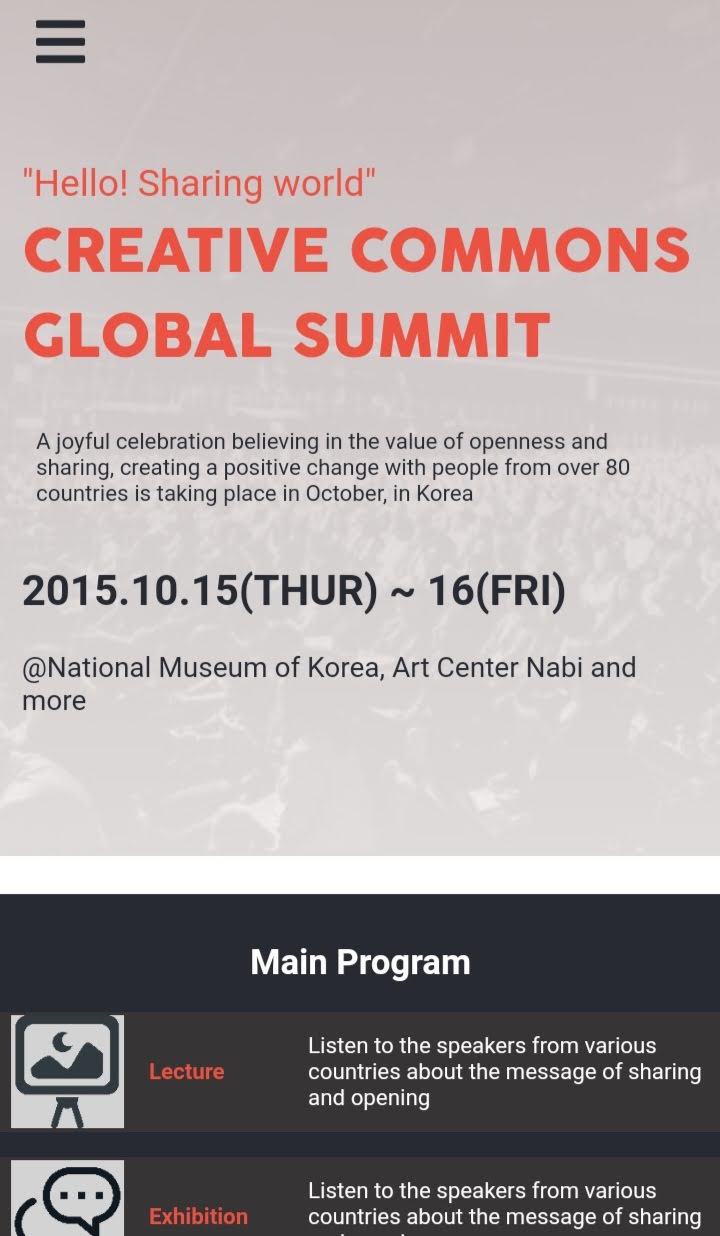 "Hello! Sharing world"
CREATIVE COMMONS
GLOBAL SUMMIT
A joyful celebration believing in the value of openness and
sharing, creating a positive change with people from over 80
countries is taking place in October, in Korea
2015.10.15(THUR) ~ 16(FRI)
@National Museum of Korea, Art Center Nabi and
more
Main Program
Lecture
Listen to the speakers from various
countries about the message of sharing
and opening
Exhibition
Listen to the speakers from various
countries about the message of sharing